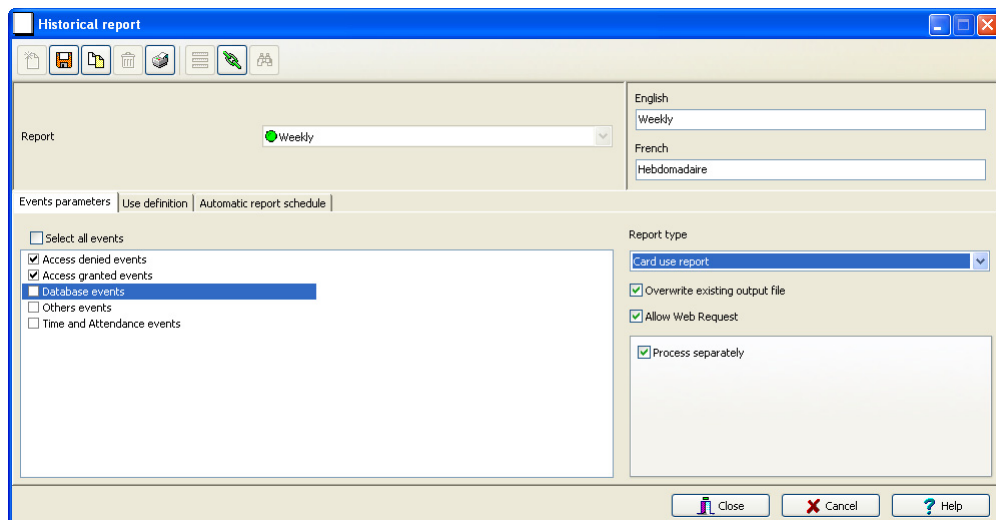 Historical report
English
Weekly
Report
Weekly
French
Hebdomadaire
Events parameters
Use definition
Automatic report schedule
Select all events
Access denied events
Access granted events
Database events
Others events
Time and Attendance events
Report type
Card use report
Overwrite existing output file
Allow Web Request
Process separately
Close
Cancel
Help